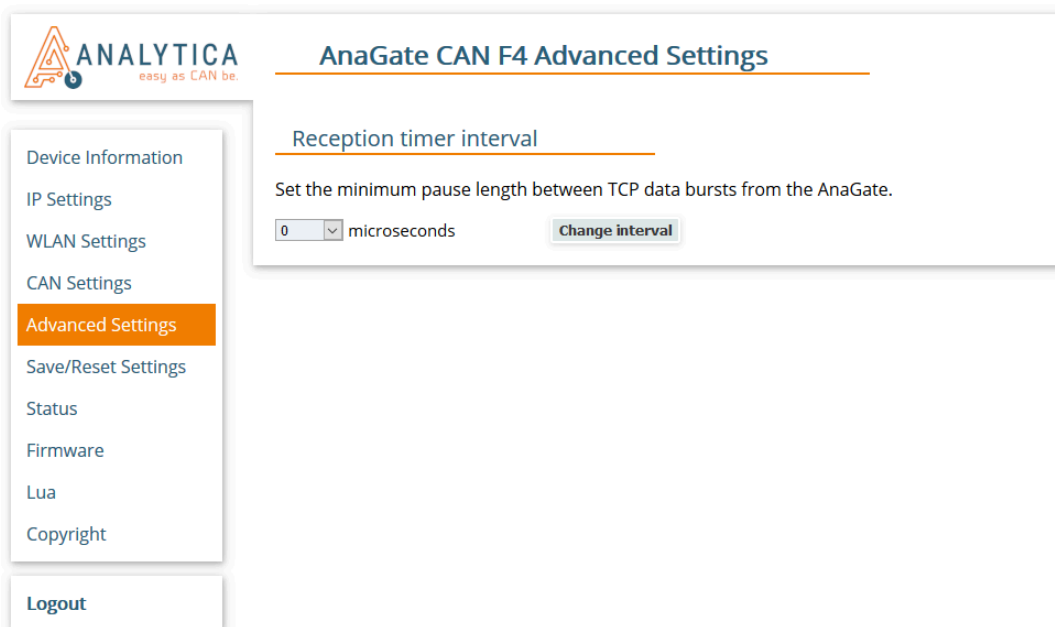 ANALYTICA
easy as CAN be.
AnaGate CAN F4 Advanced Settings
Device Information
IP Settings
WLAN Settings
CAN Settings
Advanced Settings
Save/Reset Settings
Status
Firmware
Lua
Copyright
Logout
Reception timer interval
Set the minimum pause length between TCP data bursts from the AnaGate.
0 microseconds Change interval